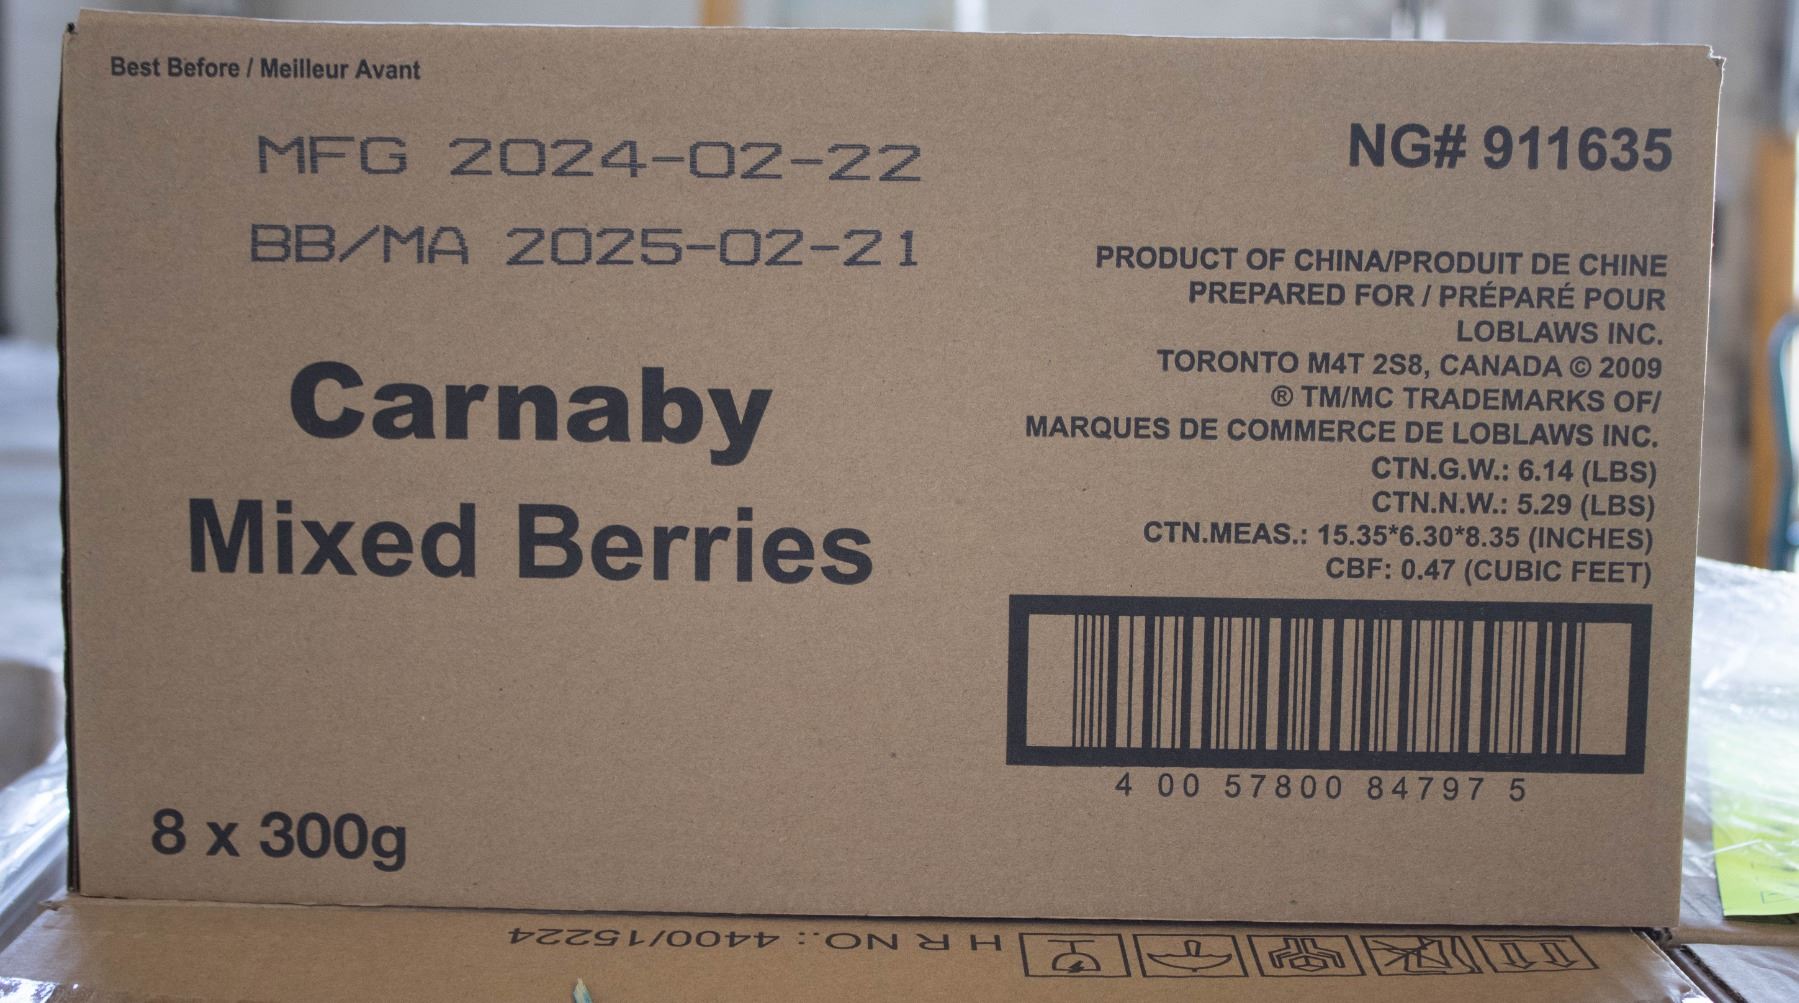 Best Before / Meilleur Avant
MFG 2024-02-22
BB/MA 2025-02-21
Carnaby
Mixed Berries
8 x 300g
NG# 911635
PRODUCT OF CHINA/PRODUIT DE CHINE
PREPARED FOR / PRÉPARÉ POUR
LOBLAWS INC.
TORONTO M4T 2S8, CANADA © 2009
® TM/MC TRADEMARKS OF/
MARQUES DE COMMERCE DE LOBLAWS INC.
CTN.G.W.: 6.14 (LBS)
CTN.N.W.: 5.29 (LBS)
CTN.MEAS.: 15.35*6.30*8.35 (INCHES)
CBF: 0.47 (CUBIC FEET)
4 00 57800 84797 5
H R NO.: 4400/15224